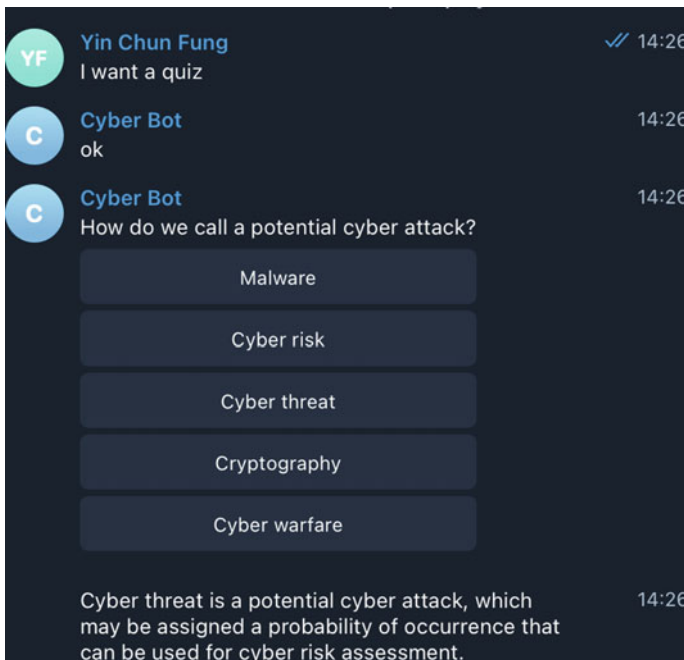 YF
Yin Chun Fung
14:26
I want a quiz
C
Cyber Bot
14:26
ok
C
Cyber Bot
14:26
How do we call a potential cyber attack?
Malware
Cyber risk
Cyber threat
Cryptography
Cyber warfare
Cyber threat is a potential cyber attack, which
14:26
may be assigned a probability of occurrence that
can be used for cyber risk assessment.